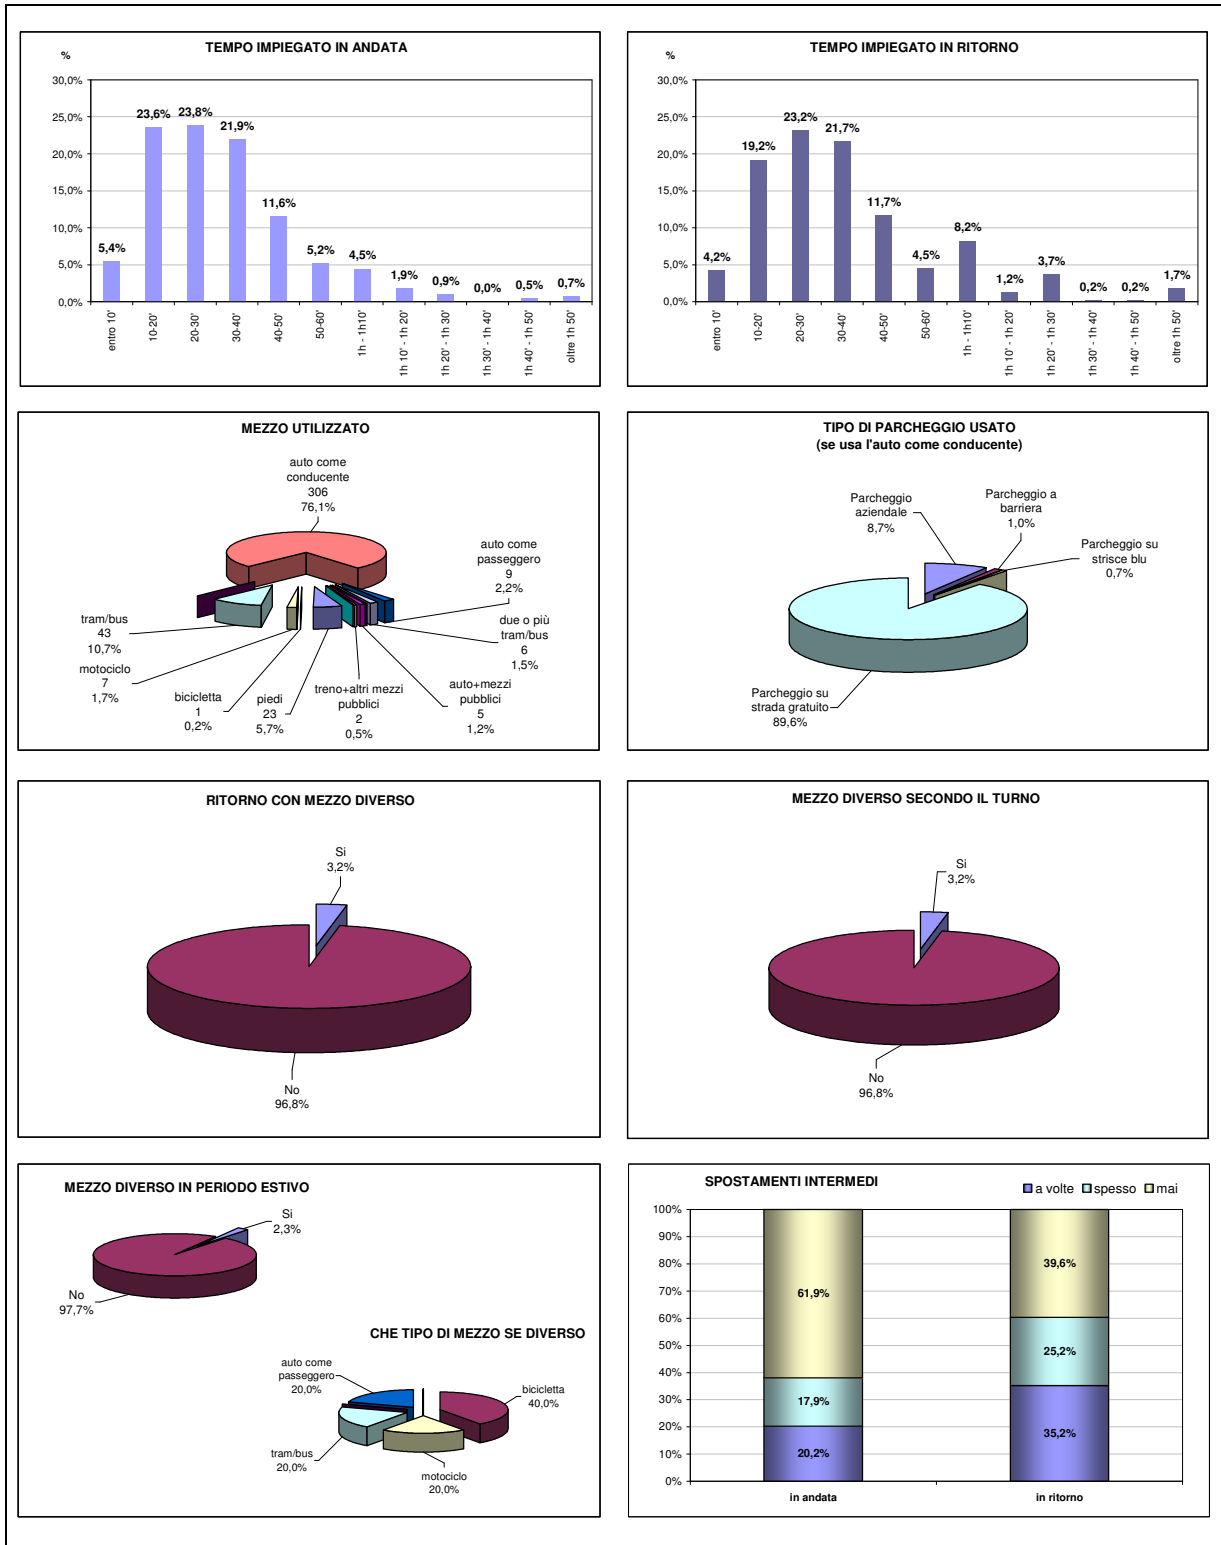 TEMPO IMPIEGATO IN ANDATA
%
30,0%
25,0%
20,0%
15,0%
10,0%
5,0%
0,0%
5,4%
23,6%
23,8%
21,9%
11,6%
5,2%
4,5%
1,9%
0,9%
0,0%
0,5%
0,7%
entro 10'
10-20'
20-30'
30-40'
40-50'
50-60'
1h - 1h10'
1h 10' - 1h 20'
1h 20' - 1h 30'
1h 30' - 1h 40'
1h 40' - 1h 50'
oltre 1h 50'
TEMPO IMPIEGATO IN RITORNO
%
30,0%
25,0%
20,0%
15,0%
10,0%
5,0%
0,0%
4,2%
19,2%
23,2%
21,7%
11,7%
4,5%
8,2%
1,2%
3,7%
0,2%
0,2%
1,7%
entro 10'
10-20'
20-30'
30-40'
40-50'
50-60'
1h - 1h10'
1h 10' - 1h 20'
1h 20' - 1h 30'
1h 30' - 1h 40'
1h 40' - 1h 50'
oltre 1h 50'
MEZZO UTILIZZATO
auto come
conducente
306
76,1%
auto come
passeggero
9
2,2%
due o più
tram/bus
6
1,5%
auto+mezzi
pubblici
5
1,2%
treno+altri mezzi
pubblici
2
0,5%
piedi
23
5,7%
bicicletta
1
0,2%
motociclo
7
1,7%
tram/bus
43
10,7%
TIPO DI PARCHEGGIO USATO
(se usa l'auto come conducente)
Parcheggio
aziendale
8,7%
Parcheggio a
barriera
1,0%
Parcheggio su
strisce blu
0,7%
Parcheggio su
strada gratuito
89,6%
RITORNO CON MEZZO DIVERSO
Si
3,2%
No
96,8%
MEZZO DIVERSO SECONDO IL TURNO
Si
3,2%
No
96,8%
MEZZO DIVERSO IN PERIODO ESTIVO
Si
2,3%
No
97,7%
CHE TIPO DI MEZZO SE DIVERSO
auto come
passeggero
20,0%
bicicletta
40,0%
tram/bus
20,0%
motociclo
20,0%
SPOSTAMENTI INTERMEDI
a volte spesso mai
100%
90%
80%
70%
60%
50%
40%
30%
20%
10%
0%
61,9%
17,9%
20,2%
39,6%
25,2%
35,2%
in andata
in ritorno